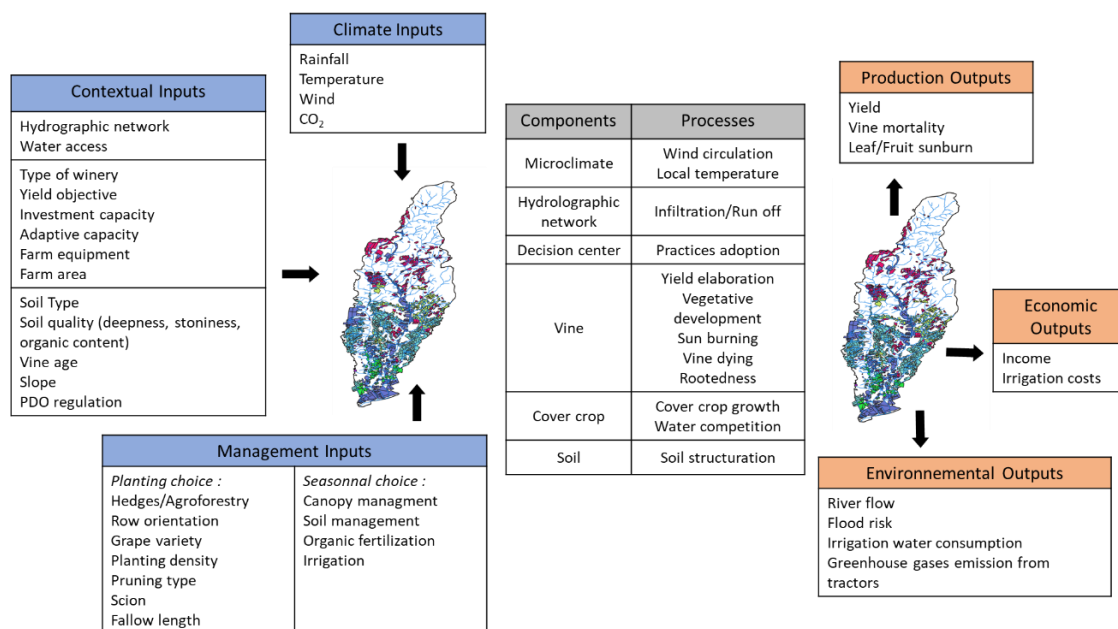 Climate Inputs
Rainfall
Temperature
Wind
CO₂
Contextual Inputs
Hydrographic network
Water access
Type of winery
Yield objective
Investment capacity
Adaptive capacity
Farm equipment
Farm area
Soil Type
Soil quality (deepness, stoniness,
organic content)
Vine age
Slope
PDO regulation
Management Inputs
Planting choice :
Hedges/Agroforestry
Row orientation
Grape variety
Planting density
Pruning type
Scion
Fallow length
Seasonnal choice :
Canopy managment
Soil management
Organic fertilization
Irrigation
Components
Processes
Microclimate
Wind circulation
Local temperature
Hydrolographic
network
Infiltration/Run off
Decision center
Practices adoption
Vine
Yield elaboration
Vegetative
development
Sun burning
Vine dying
Rootedness
Cover crop
Cover crop growth
Water competition
Soil
Soil structuration
Production Outputs
Yield
Vine mortality
Leaf/Fruit sunburn
Economic
Outputs
Income
Irrigation costs
Environnemental Outputs
River flow
Flood risk
Irrigation water consumption
Greenhouse gases emission from
tractors